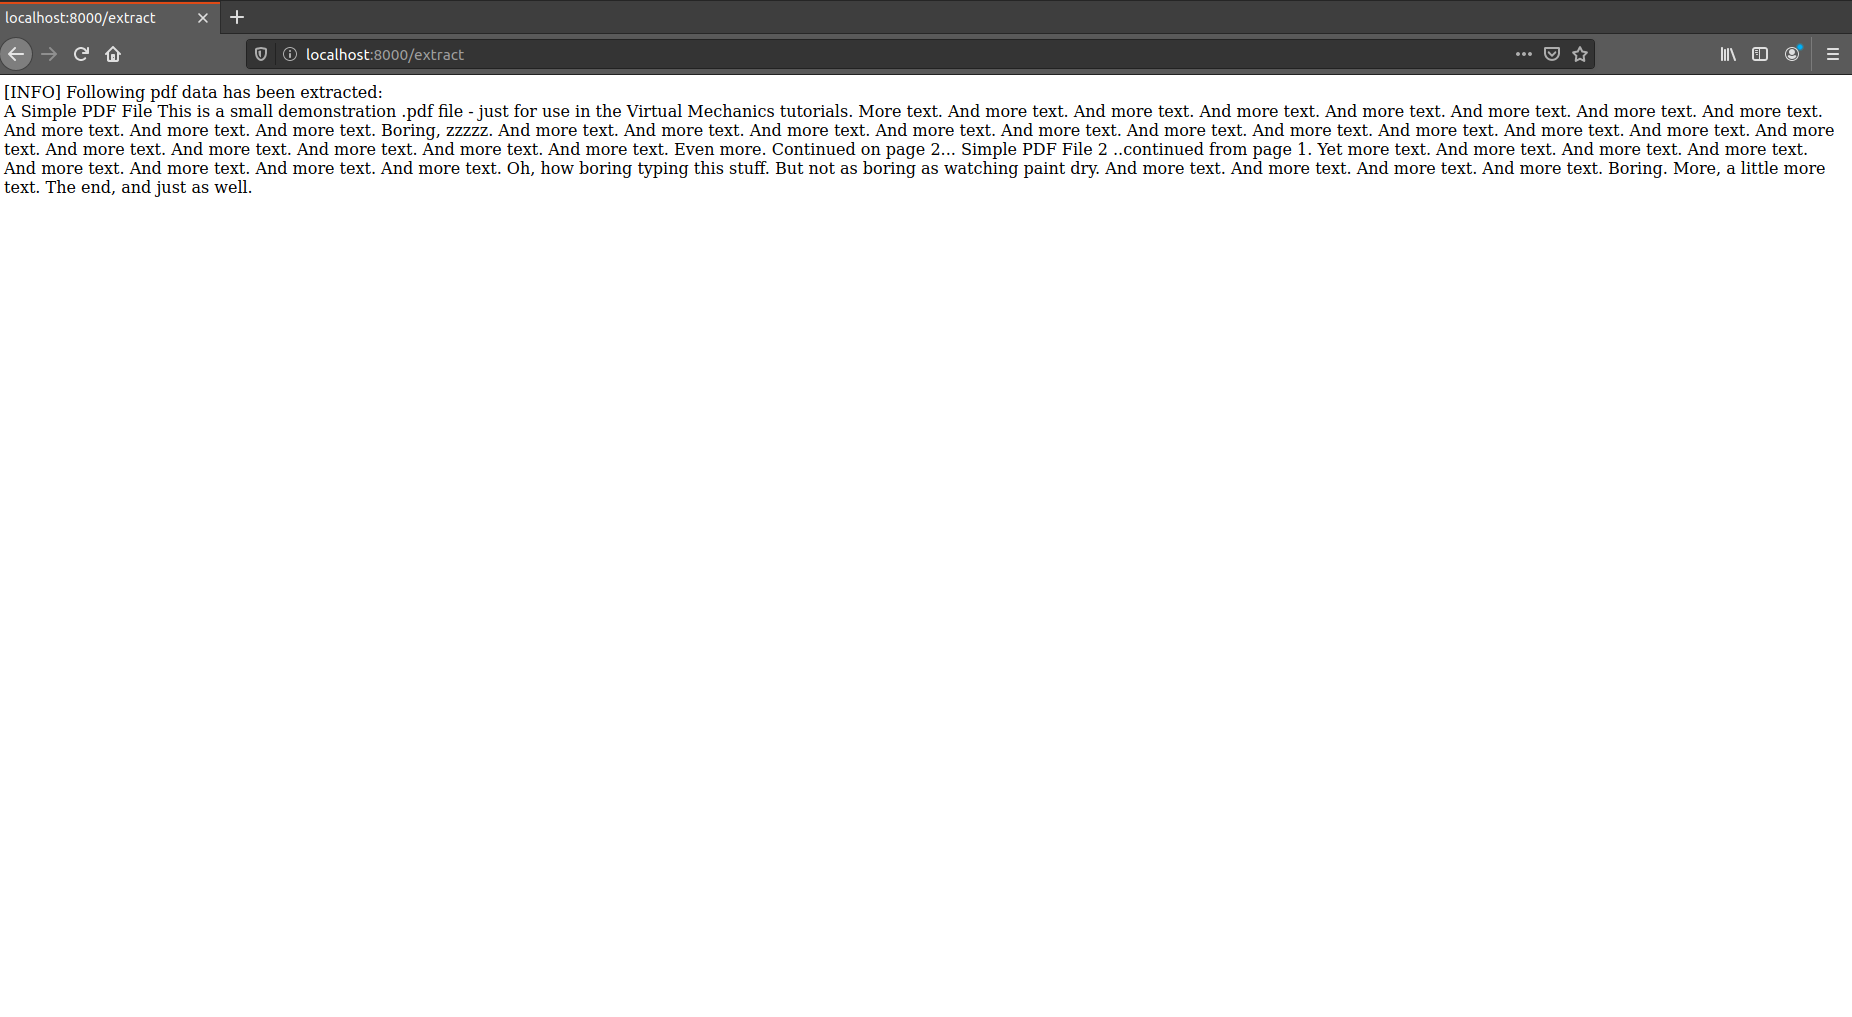 localhost:8000/extract
localhost:8000/extract
[INFO] Following pdf data has been extracted:
A Simple PDF File This is a small demonstration .pdf file - just for use in the Virtual Mechanics tutorials. More text. And more text. And more text. And more text. And more text. And more text. And more text. And more text.
And more text. And more text. And more text. Boring, zzzzz. And more text. And more text. And more text. And more text. And more text. And more text. And more text. And more text. And more text. And more text. And more
text. And more text. And more text. And more text. And more text. And more text. Even more. Continued on page 2... Simple PDF File 2 ..continued from page 1. Yet more text. And more text. And more text. And more text.
And more text. And more text. And more text. And more text. Oh, how boring typing this stuff. But not as boring as watching paint dry. And more text. And more text. And more text. And more text. Boring. More, a little more
text. The end, and just as well.